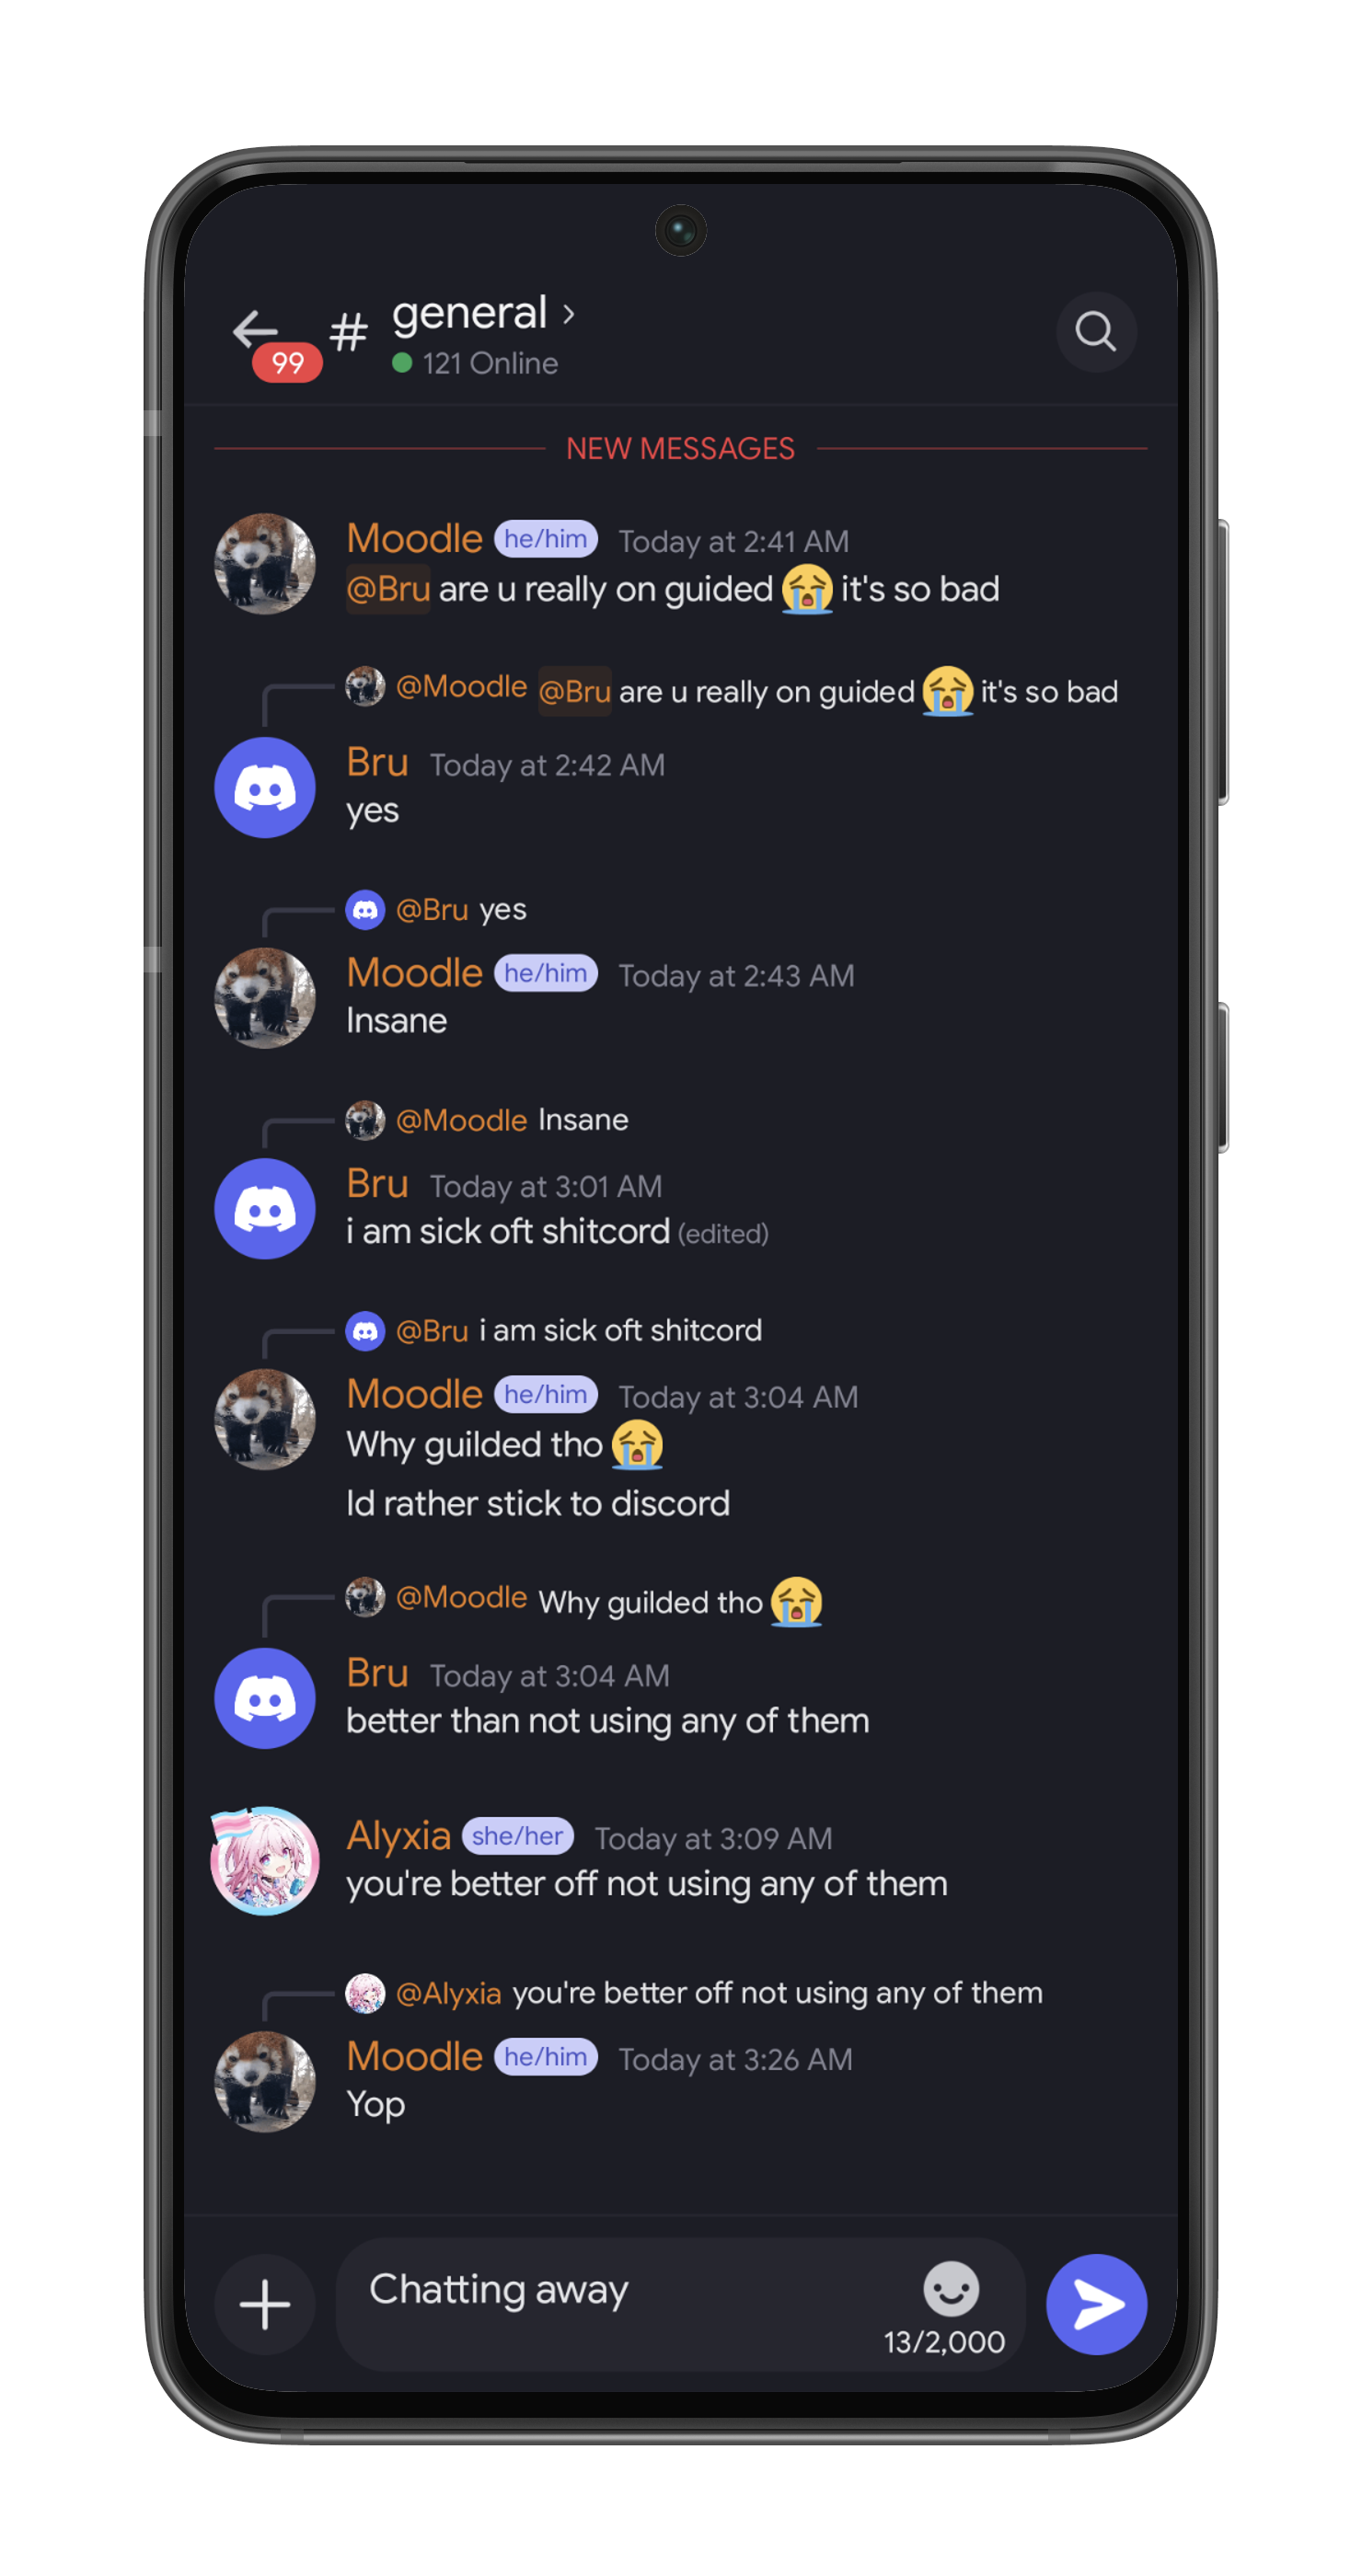 general ›
99
#
121 Online
NEW MESSAGES
Moodle he/him Today at 2:41 AM
@Bru are u really on guided 😭 it's so bad
@Moodle @Bru are u really on guided 😭 it's so bad
Bru Today at 2:42 AM
yes
@Bru yes
Moodle he/him Today at 2:43 AM
Insane
@Moodle Insane
Bru Today at 3:01 AM
i am sick oft shitcord (edited)
@Bru i am sick oft shitcord
Moodle he/him Today at 3:04 AM
Why guilded tho 😭
Id rather stick to discord
@Moodle Why guilded tho 😭
Bru Today at 3:04 AM
better than not using any of them
Alyxia she/her Today at 3:09 AM
you're better off not using any of them
@Alyxia you're better off not using any of them
Moodle he/him Today at 3:26 AM
Yop
Chatting away
13/2,000